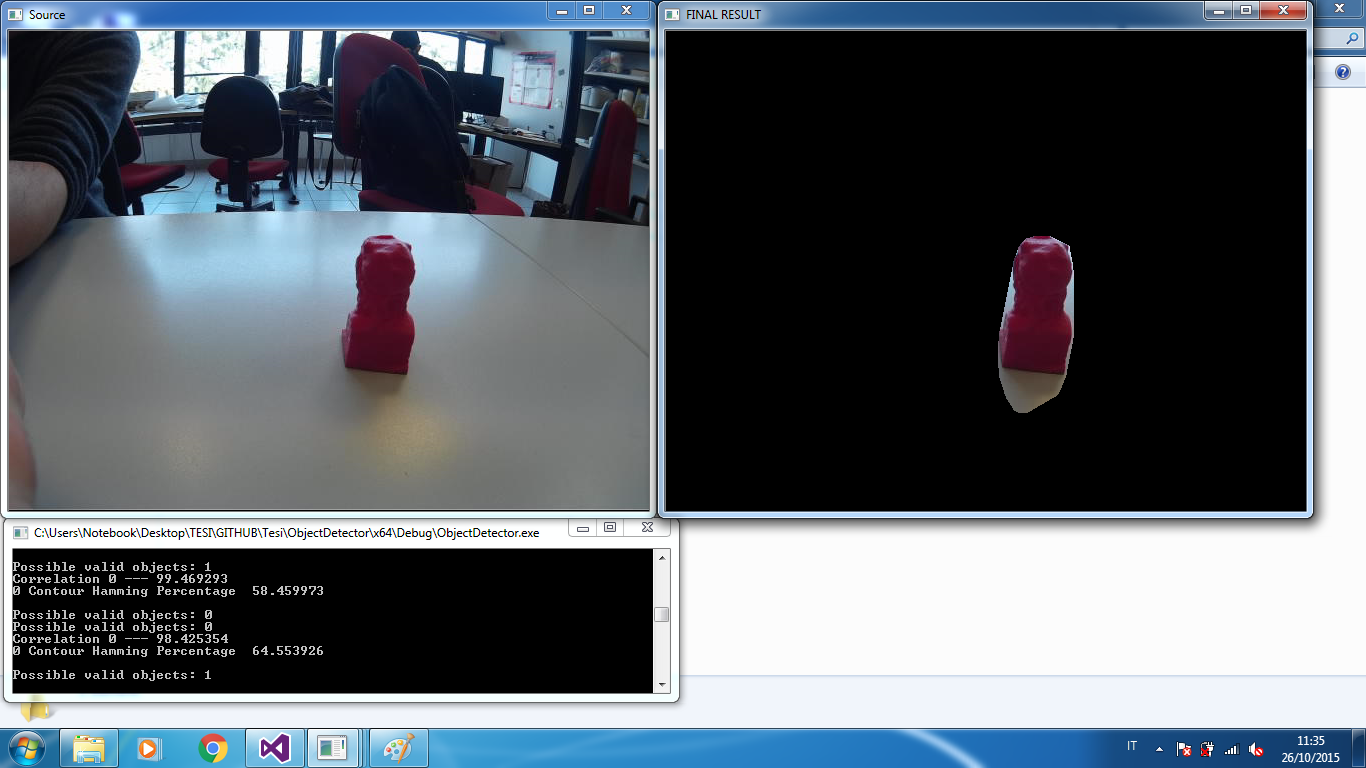 Source
FINAL RESULT
C:\Users\Notebook\Desktop\TESI\GITHUB\Tesi\ObjectDetector\x64\Debug\ObjectDetector.exe
Possible valid objects: 1
Correlation 0 --- 99.469293
0 Contour Hamming Percentage  58.459973
Possible valid objects: 0
Possible valid objects: 0
Correlation 0 --- 98.425354
0 Contour Hamming Percentage  64.553926
Possible valid objects: 1
IT
11:35
26/10/2015